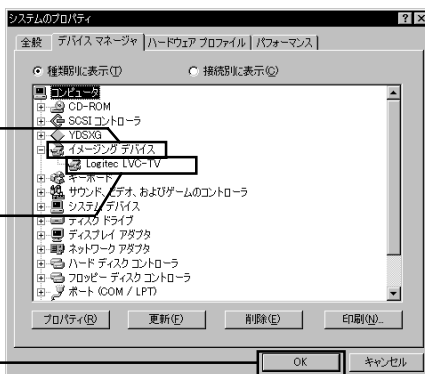 システムのプロパティ
全般 デバイス マネージャ ハードウェア プロファイル パフォーマンス
種類別に表示(T) 接続別に表示(C)
コンピュータ
CD-ROM
SCSI コントローラ
YDSXG
イメージング デバイス
Logitec LVC-TV
キーボード
サウンド、ビデオ、およびゲームのコントローラ
システム デバイス
ディスク ドライブ
ディスプレイ アダプタ
ネットワーク アダプタ
ハード ディスク コントローラ
フロッピー ディスク コントローラ
ポート (COM / LPT)
プロパティ(R) 更新(F) 削除(E) 印刷(N)...
OK キャンセル